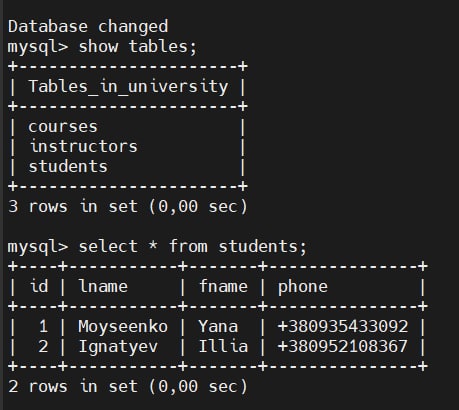 Database changed
mysql> show tables;
+----------------------+
| Tables_in_university |
+----------------------+
| courses              |
| instructors          |
| students             |
+----------------------+
3 rows in set (0,00 sec)
mysql> select * from students;
+----+-----------+-------+---------------+
| id | lname     | fname | phone         |
+----+-----------+-------+---------------+
|  1 | Moyseenko | Yana  | +380935433092 |
|  2 | Ignatyev  | Illia | +380952108367 |
+----+-----------+-------+---------------+
2 rows in set (0,00 sec)